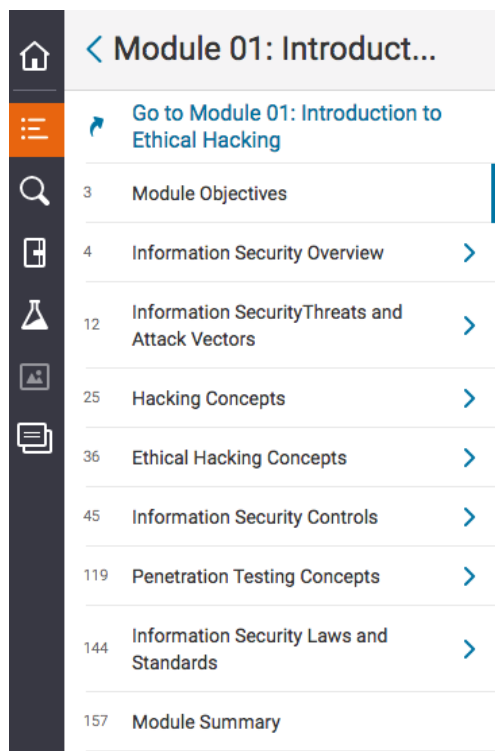 Module 01: Introduct...
Go to Module 01: Introduction to
Ethical Hacking
3 Module Objectives
4 Information Security Overview
12 Information SecurityThreats and
Attack Vectors
25 Hacking Concepts
36 Ethical Hacking Concepts
45 Information Security Controls
119 Penetration Testing Concepts
144 Information Security Laws and
Standards
157 Module Summary